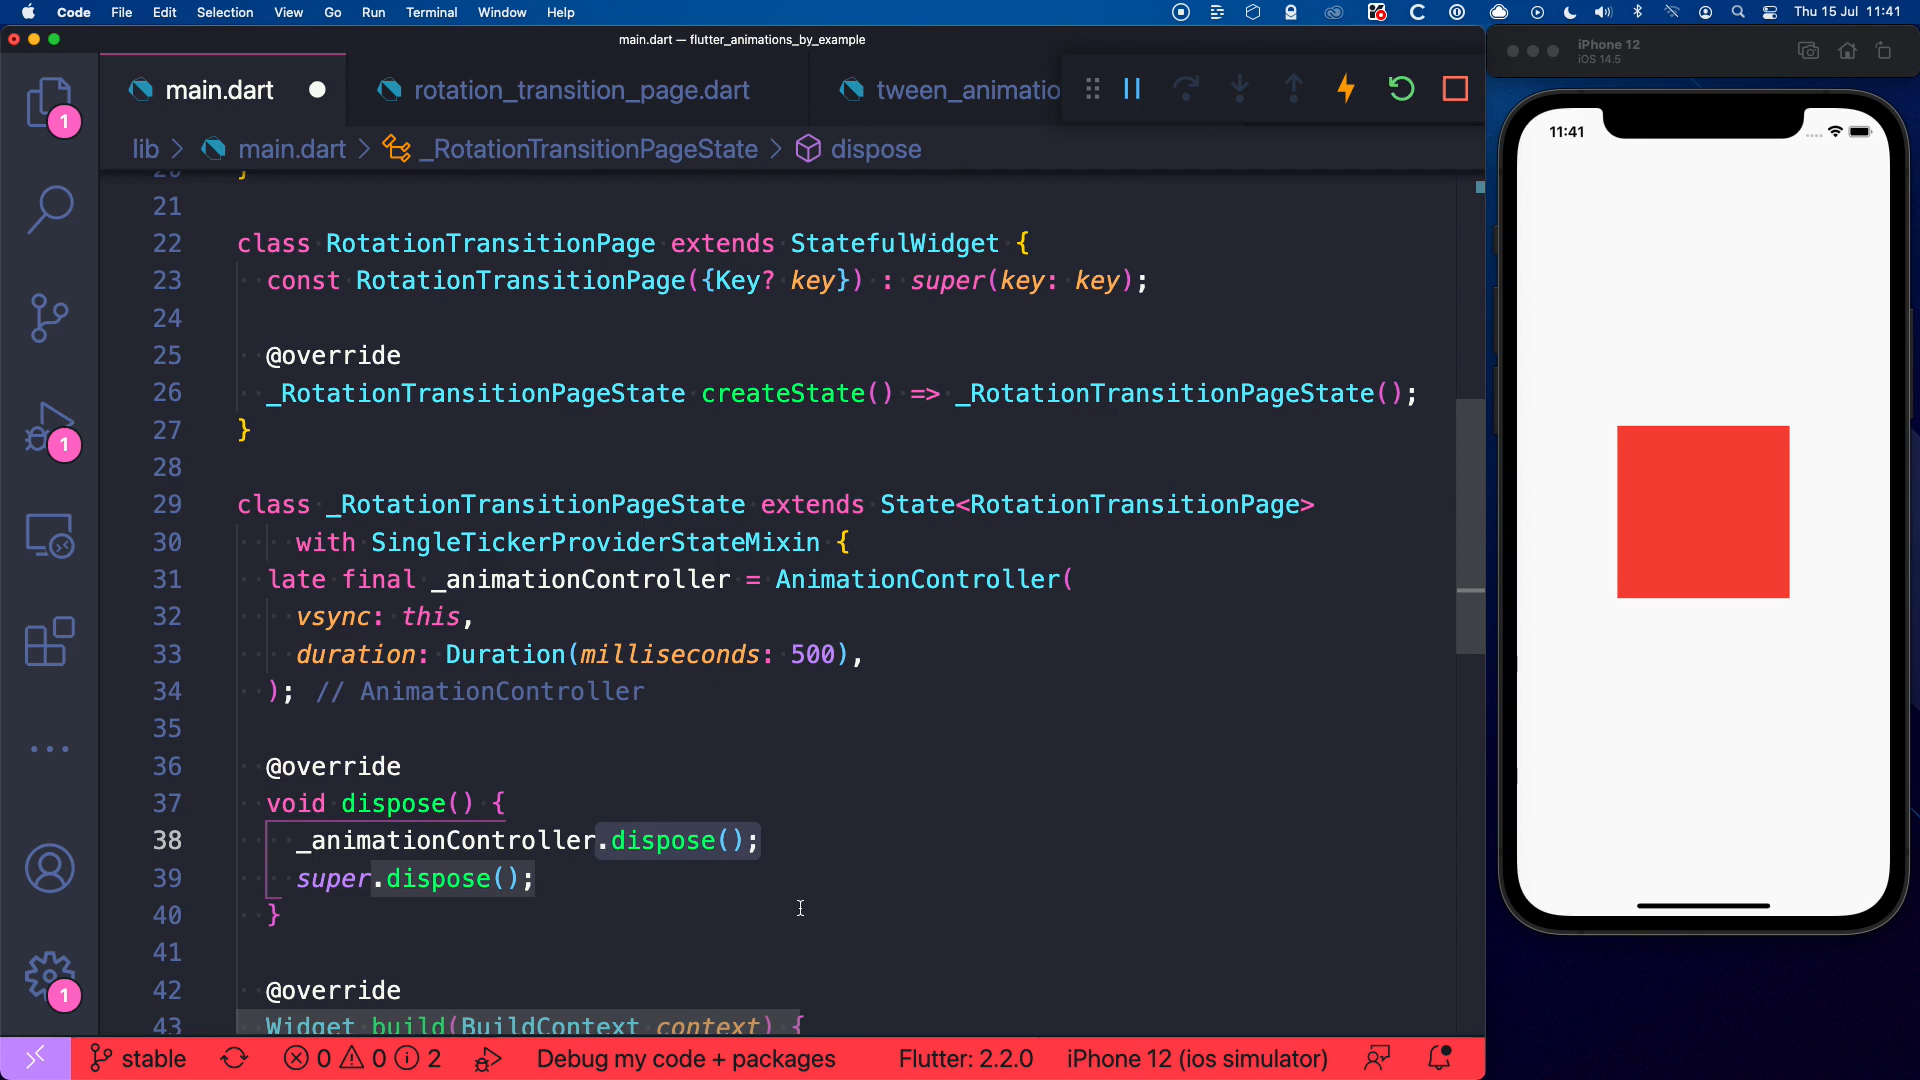 Code File Edit Selection View Go Run Terminal Window Help
Thu 15 Jul 11:41
main.dart — flutter_animations_by_example
main.dart
rotation_transition_page.dart
tween_animatio
lib > main.dart > _RotationTransitionPageState > dispose
20 }
21
22 class RotationTransitionPage extends StatefulWidget {
23 const RotationTransitionPage({Key? key}) : super(key: key);
24
25 @override
26 _RotationTransitionPageState createState() => _RotationTransitionPageState();
27 }
28
29 class _RotationTransitionPageState extends State<RotationTransitionPage>
30 with SingleTickerProviderStateMixin {
31 late final _animationController = AnimationController(
32 vsync: this,
33 duration: Duration(milliseconds: 500),
34 ); // AnimationController
35
36 @override
37 void dispose() {
38 _animationController.dispose();
39 super.dispose();
40 }
41
42 @override
43 Widget build(BuildContext context) {
1
1
1
stable 0 0 2 Debug my code + packages Flutter: 2.2.0 iPhone 12 (ios simulator)
iPhone 12
iOS 14.5
11:41